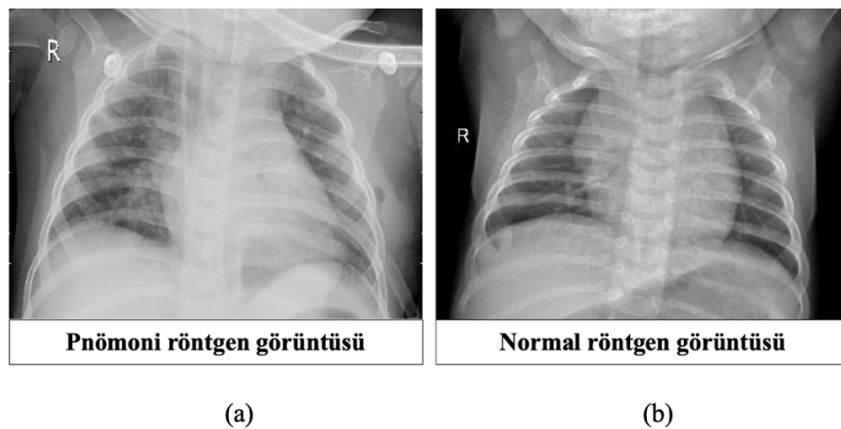 R
R
Pnömoni röntgen görüntüsü
Normal röntgen görüntüsü
(a)
(b)